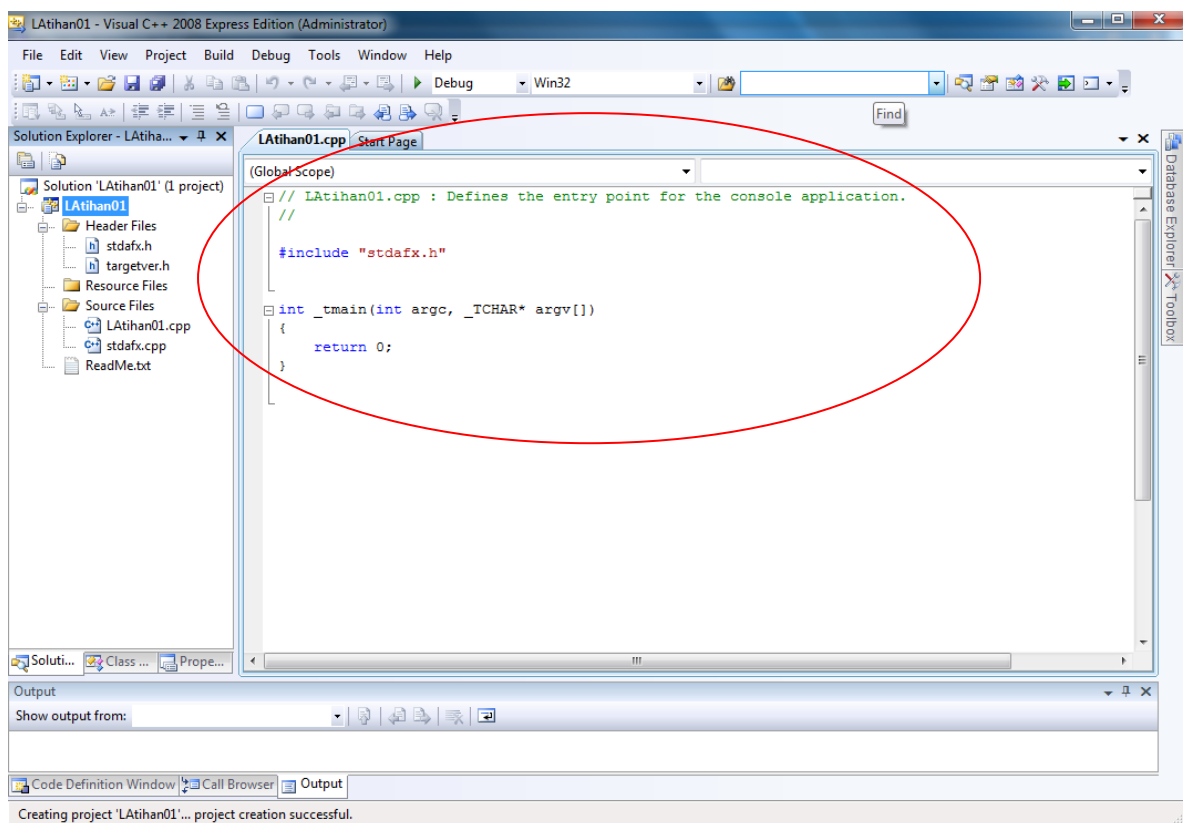 LAtihan01 - Visual C++ 2008 Express Edition (Administrator)
File Edit View Project Build Debug Tools Window Help
Debug Win32
Find
Solution Explorer - LAtiha...
LAtihan01.cpp Start Page
(Global Scope)
Solution 'LAtihan01' (1 project)
LAtihan01
Header Files
stdafx.h
targetver.h
Resource Files
Source Files
LAtihan01.cpp
stdafx.cpp
ReadMe.txt
// LAtihan01.cpp : Defines the entry point for the console application.
//
#include "stdafx.h"
int _tmain(int argc, _TCHAR* argv[])
{
return 0;
}
Database Explorer
Toolbox
Soluti... Class ... Prope...
Output
Show output from:
Code Definition Window Call Browser Output
Creating project 'LAtihan01'... project creation successful.